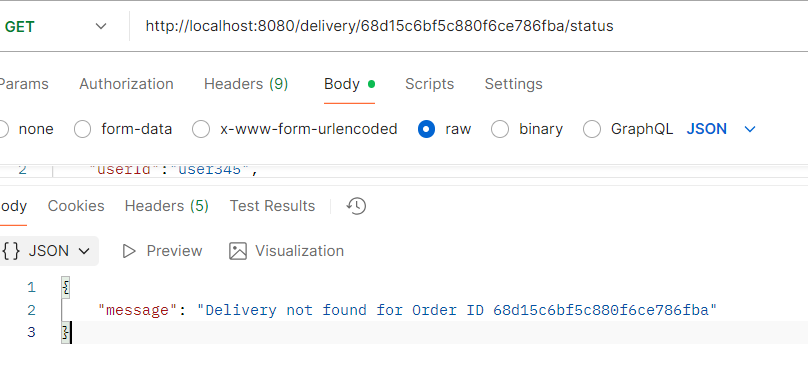 GET http://localhost:8080/delivery/68d15c6bf5c880f6ce786fba/status
Params Authorization Headers (9) Body Scripts Settings
none form-data x-www-form-urlencoded raw binary GraphQL JSON
2 "userId":"user345",
ody Cookies Headers (5) Test Results
{} JSON Preview Visualization
1 {
2 "message": "Delivery not found for Order ID 68d15c6bf5c880f6ce786fba"
3 }